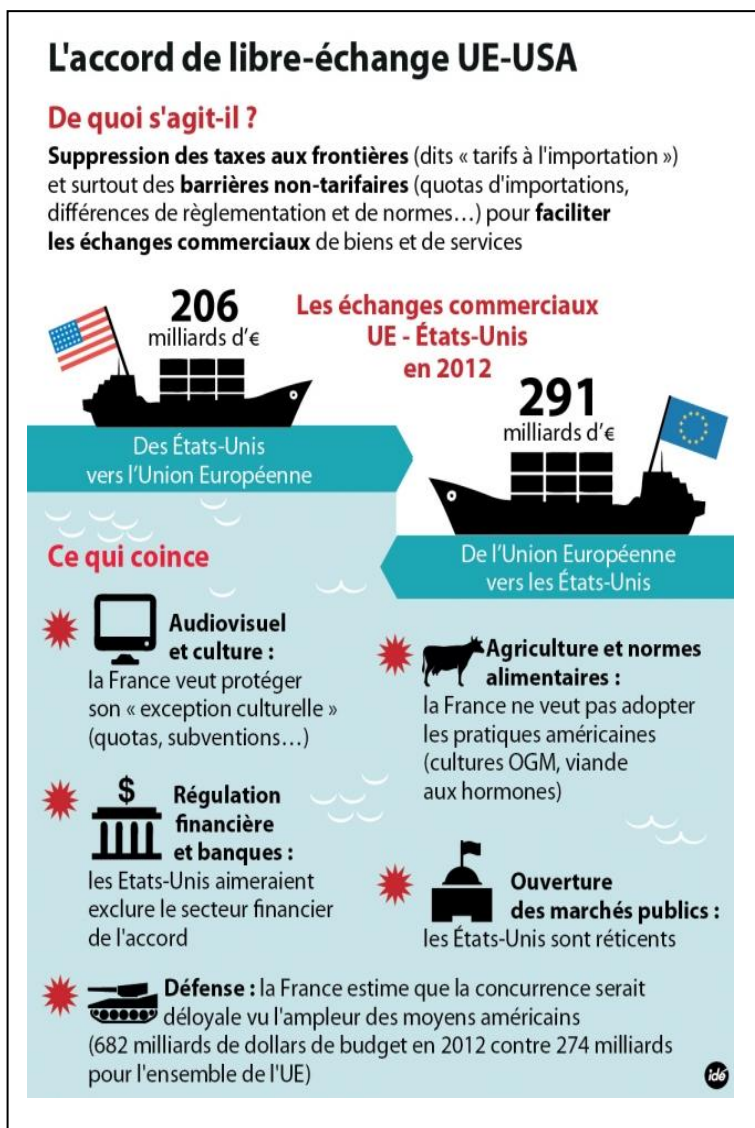 L'accord de libre-échange UE-USA
De quoi s'agit-il ?
Suppression des taxes aux frontières (dits « tarifs à l'importation »)
et surtout des barrières non-tarifaires (quotas d'importations,
différences de règlementation et de normes…) pour faciliter
les échanges commerciaux de biens et de services
206
milliards d'€
Les échanges commerciaux
UE - États-Unis
en 2012
291
milliards d'€
Des États-Unis
vers l'Union Européenne
De l'Union Européenne
vers les États-Unis
Ce qui coince
Audiovisuel
et culture :
la France veut protéger
son « exception culturelle »
(quotas, subventions…)
Agriculture et normes
alimentaires :
la France ne veut pas adopter
les pratiques américaines
(cultures OGM, viande
aux hormones)
$
Régulation
financière
et banques :
les Etats-Unis aimeraient
exclure le secteur financier
de l'accord
Ouverture
des marchés publics :
les États-Unis sont réticents
Défense : la France estime que la concurrence serait
déloyale vu l'ampleur des moyens américains
(682 milliards de dollars de budget en 2012 contre 274 milliards
pour l'ensemble de l'UE)
idé